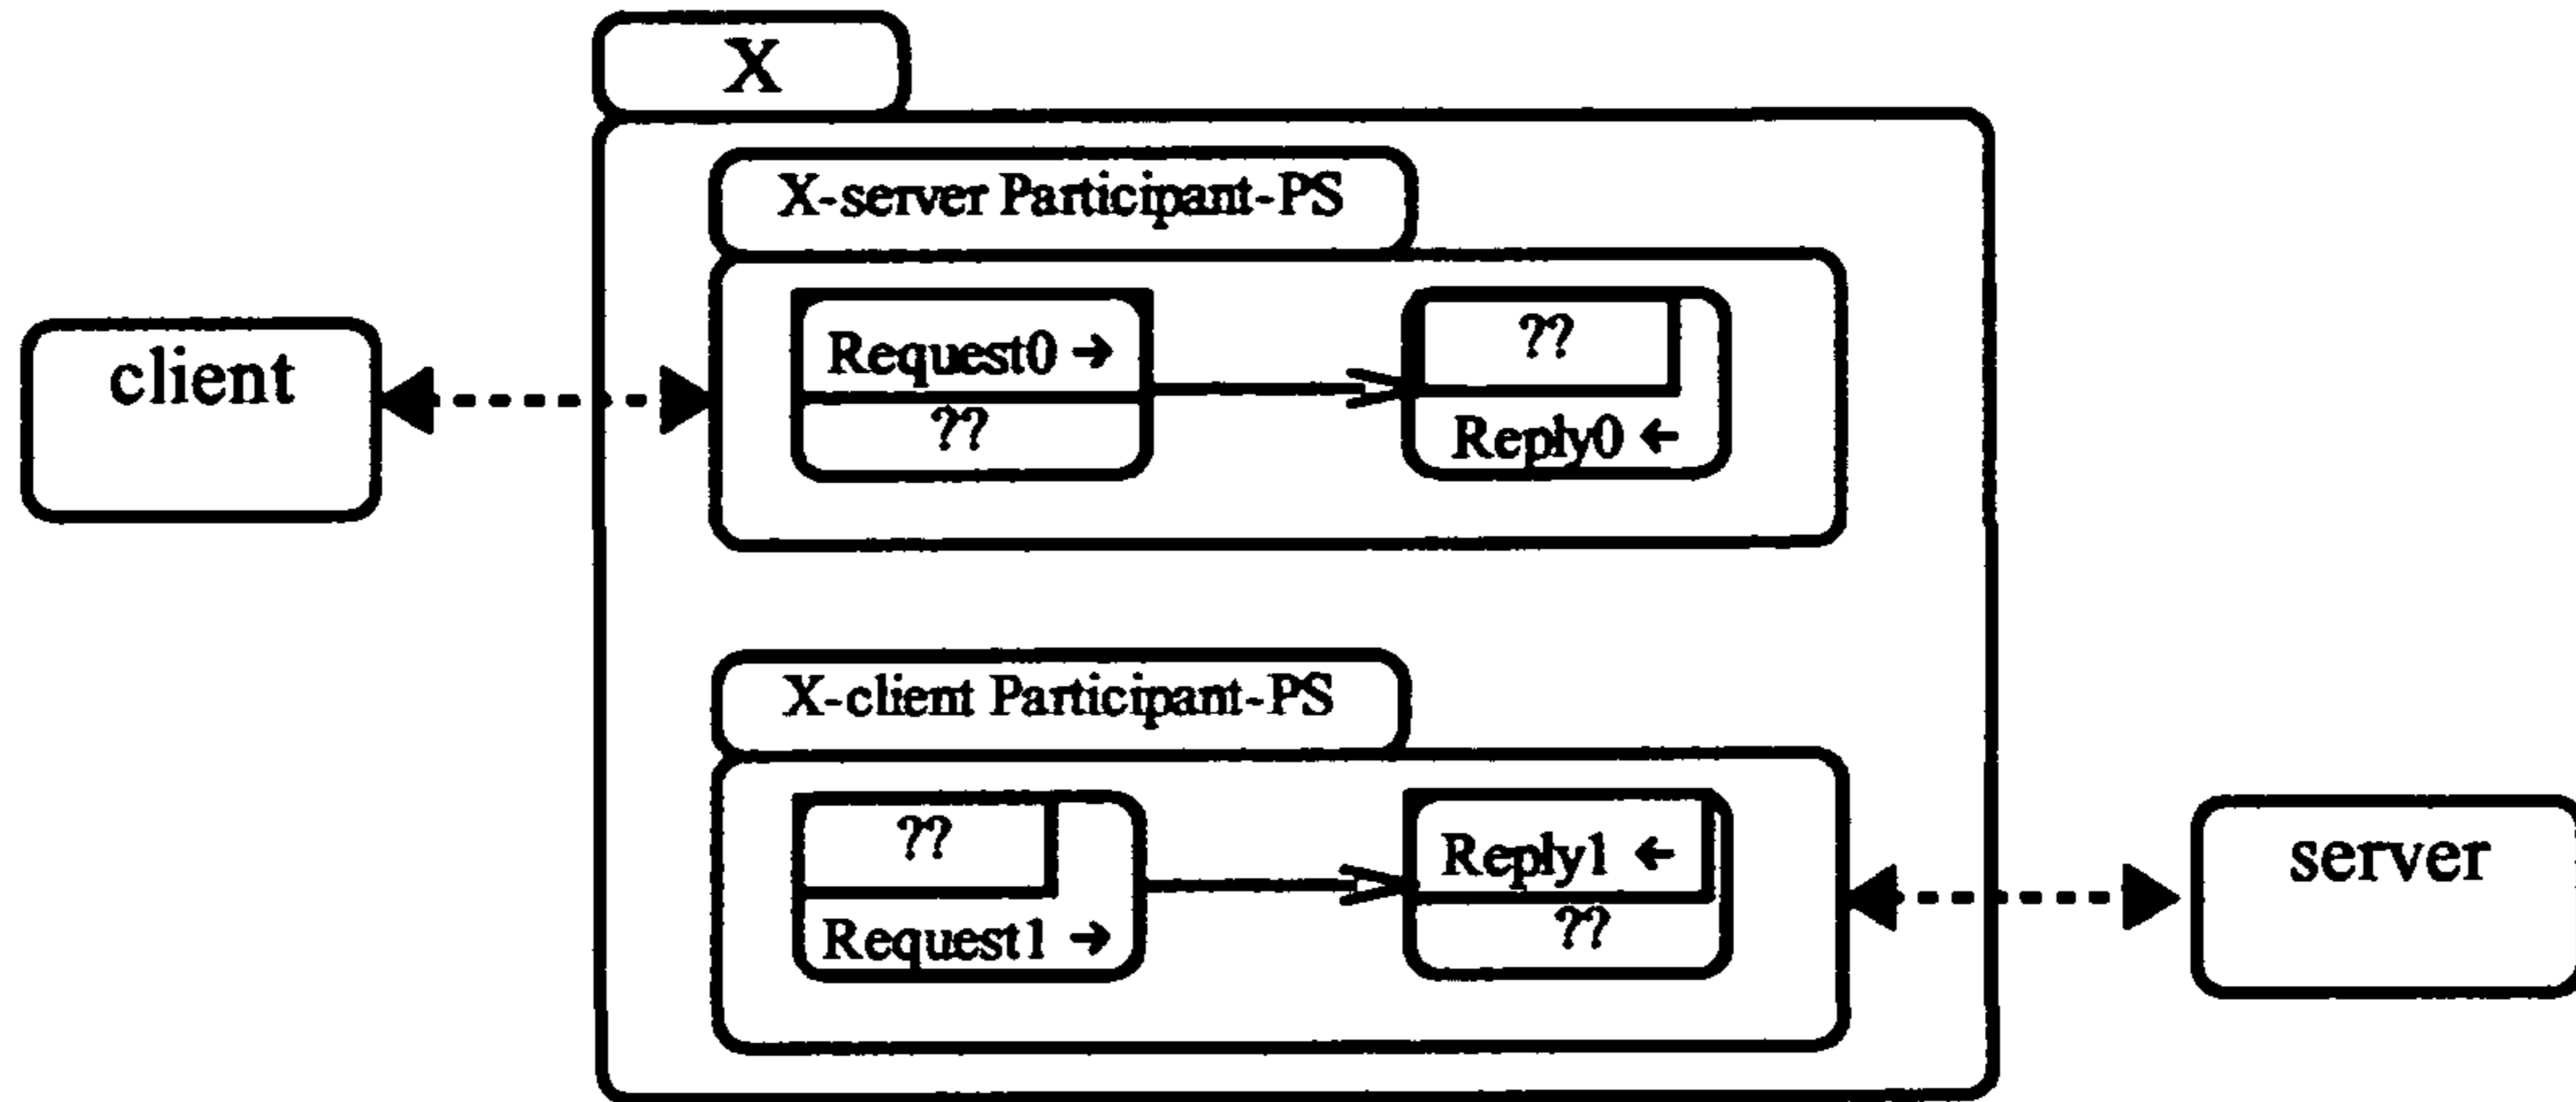 X
X-server Participant-PS
client
Request0 →
??
??
Reply0 ←
X-client Participant-PS
??
Request1 →
Reply1 ←
??
server